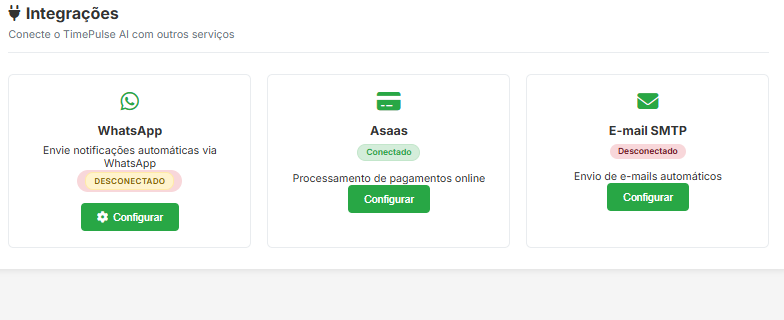 Integrações
Conecte o TimePulse AI com outros serviços
WhatsApp
Envie notificações automáticas via
WhatsApp
DESCONECTADO
Configurar
Asaas
Conectado
Processamento de pagamentos online
Configurar
E-mail SMTP
Desconectado
Envio de e-mails automáticos
Configurar